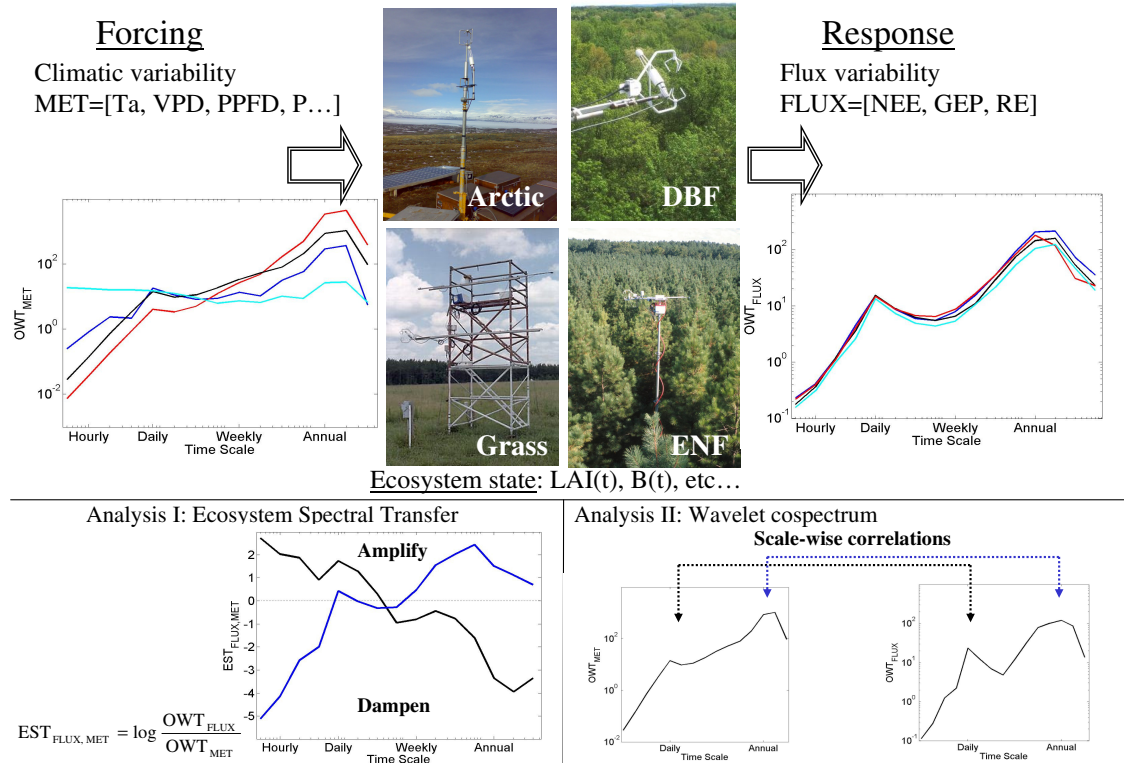 Forcing
Climatic variability
MET=[Ta, VPD, PPFD, P…]
Response
Flux variability
FLUX=[NEE, GEP, RE]
Arctic
DBF
Grass
ENF
OWT_MET
10^2
10^0
10^-2
Hourly Daily Weekly Annual
Time Scale
OWT_FLUX
10^2
10^1
10^0
10^-1
Hourly Daily Weekly Annual
Time Scale
Ecosystem state: LAI(t), B(t), etc…
Analysis I: Ecosystem Spectral Transfer
Amplify
Dampen
EST_FLUX,MET
2
1
0
-1
-2
-3
-4
-5
Hourly Daily Weekly Annual
Time Scale
EST_FLUX, MET = log OWT_FLUX / OWT_MET
Analysis II: Wavelet cospectrum
Scale-wise correlations
OWT_MET
10^2
10^0
10^-2
Daily Annual
Time Scale
OWT_FLUX
10^2
10^1
10^0
10^-1
Daily Annual
Time Scale